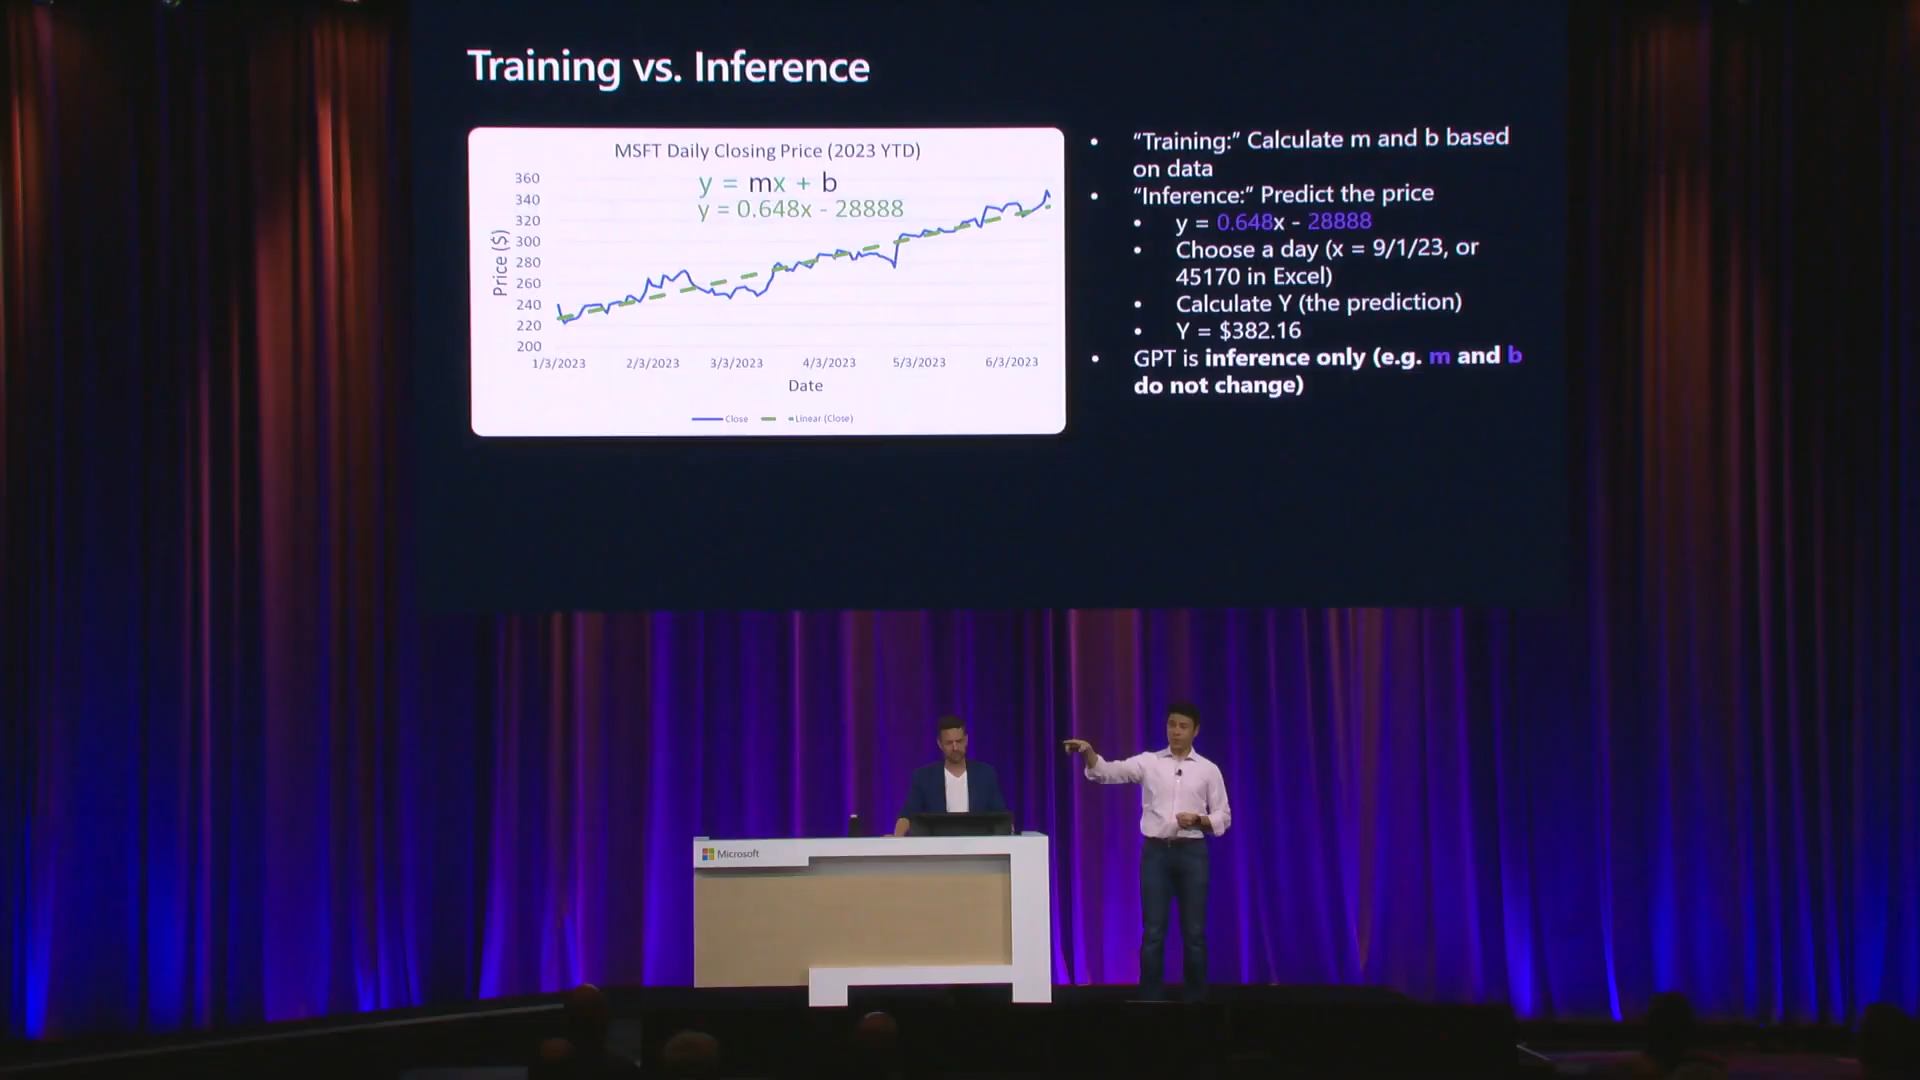 Training vs. Inference
MSFT Daily Closing Price (2023 YTD)
y = mx + b
y = 0.648x - 28888
360
340
320
300
280
260
240
220
200
Price ($)
1/3/2023 2/3/2023 3/3/2023 4/3/2023 5/3/2023 6/3/2023
Date
Close Linear (Close)
• “Training:” Calculate m and b based
on data
• “Inference:” Predict the price
• y = 0.648x - 28888
• Choose a day (x = 9/1/23, or
45170 in Excel)
• Calculate Y (the prediction)
• Y = $382.16
• GPT is inference only (e.g. m and b
do not change)
Microsoft